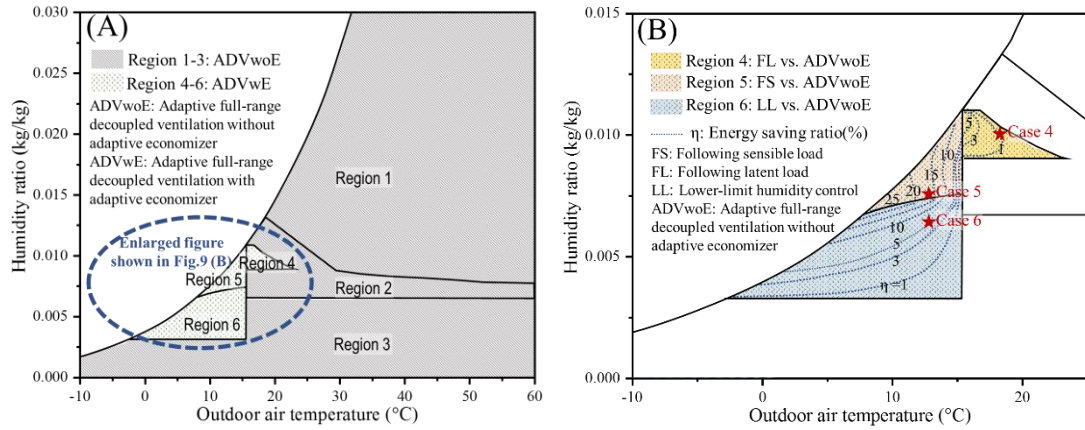 (A)
Region 1-3: ADVwoE
Region 4-6: ADVwE
ADVwoE: Adaptive full-range
decoupled ventilation without
adaptive economizer
ADVwE: Adaptive full-range
decoupled ventilation with
adaptive economizer
Enlarged figure
shown in Fig.9 (B)
Region 1
Region 4
Region 5
Region 2
Region 6
Region 3
Humidity ratio (kg/kg)
0.030
0.025
0.020
0.015
0.010
0.005
0.000
-10 0 10 20 30 40 50 60
Outdoor air temperature (°C)
(B)
Region 4: FL vs. ADVwoE
Region 5: FS vs. ADVwoE
Region 6: LL vs. ADVwoE
η: Energy saving ratio(%)
FS: Following sensible load
FL: Following latent load
LL: Lower-limit humidity control
ADVwoE: Adaptive full-range
decoupled ventilation without
adaptive economizer
5
3
1
Case 4
10
15
20
25
Case 5
Case 6
10
5
3
η=1
Humidity ratio (kg/kg)
0.015
0.010
0.005
0.000
-10 0 10 20
Outdoor air temperature (°C)